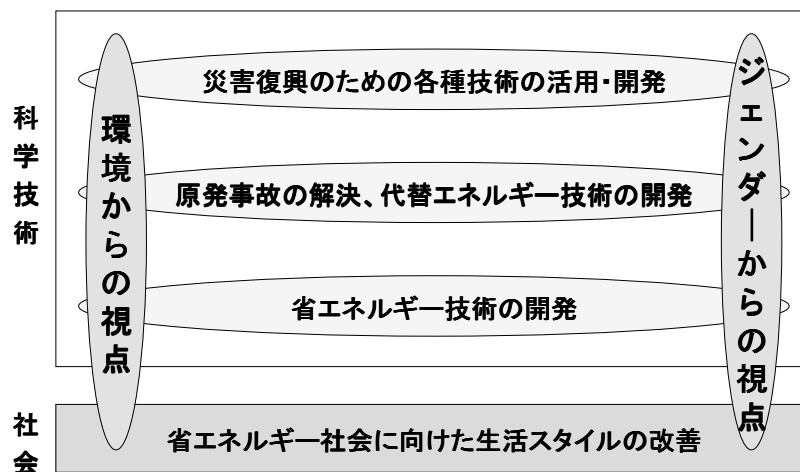 科学技術
環境からの視点
災害復興のための各種技術の活用・開発
原発事故の解決、代替エネルギー技術の開発
省エネルギー技術の開発
ジェンダーからの視点
社会
省エネルギー社会に向けた生活スタイルの改善